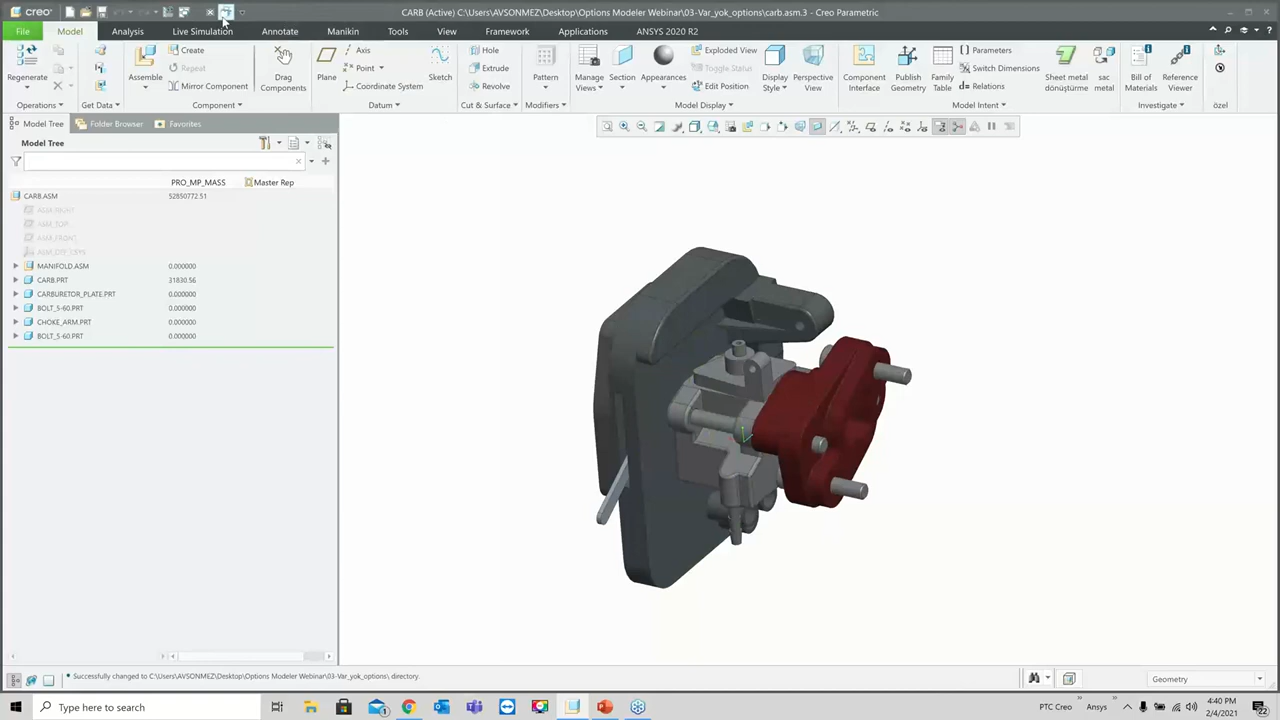 creo
CARB (Active) C:\Users\AVSONMEZ\Desktop\Options Modeler Webinar\03-Var_yok_options\carb.asm.3 - Creo Parametric
File Model Analysis Live Simulation Annotate Manikin Tools View Framework Applications ANSYS 2020 R2
Regenerate
Assemble
Create
Repeat
Mirror Component
Drag Components
Plane
Axis
Point
Coordinate System
Sketch
Hole
Extrude
Revolve
Pattern
Manage Views
Section
Appearances
Exploded View
Toggle Status
Edit Position
Display Style
Perspective View
Component Interface
Publish Geometry
Family Table
Parameters
Switch Dimensions
Relations
Sheet metal dönüştürme
sac metal
Bill of Materials
Reference Viewer
Operations Get Data Component Datum Cut & Surface Modifiers Model Display Model Intent Investigate özel
Model Tree Folder Browser Favorites
Model Tree
PRO_MP_MASS Master Rep
CARB.ASM 52850772.51
ASM_RIGHT
ASM_TOP
ASM_FRONT
ASM_DEF_CSYS
MANIFOLD.ASM 0.000000
CARB.PRT 31830.56
CARBURETOR_PLATE.PRT 0.000000
BOLT_5-60.PRT 0.000000
CHOKE_ARM.PRT 0.000000
BOLT_5-60.PRT 0.000000
Successfully changed to C:\Users\AVSONMEZ\Desktop\Options Modeler Webinar\03-Var_yok_options\ directory.
Geometry
Type here to search
PTC Creo
Ansys
4:40 PM
2/4/2021
22